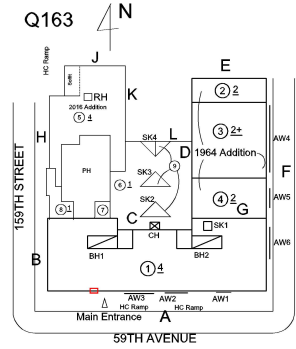 Q163
N
HC Ramp
J
E
Soffit
RH
2016 Addition
5 4
K
2 2
H
SK4
L
3 2+
AW4
D
9
1964 Addition
PH
SK3
F
6 1
SK2
4 2
AW5
159TH STREET
8 1
7
C
G
SK1
CH
AW6
B
BH1
BH2
1 4
AW3
AW2
AW1
HC Ramp
HC Ramp
Main Entrance
A
59TH AVENUE